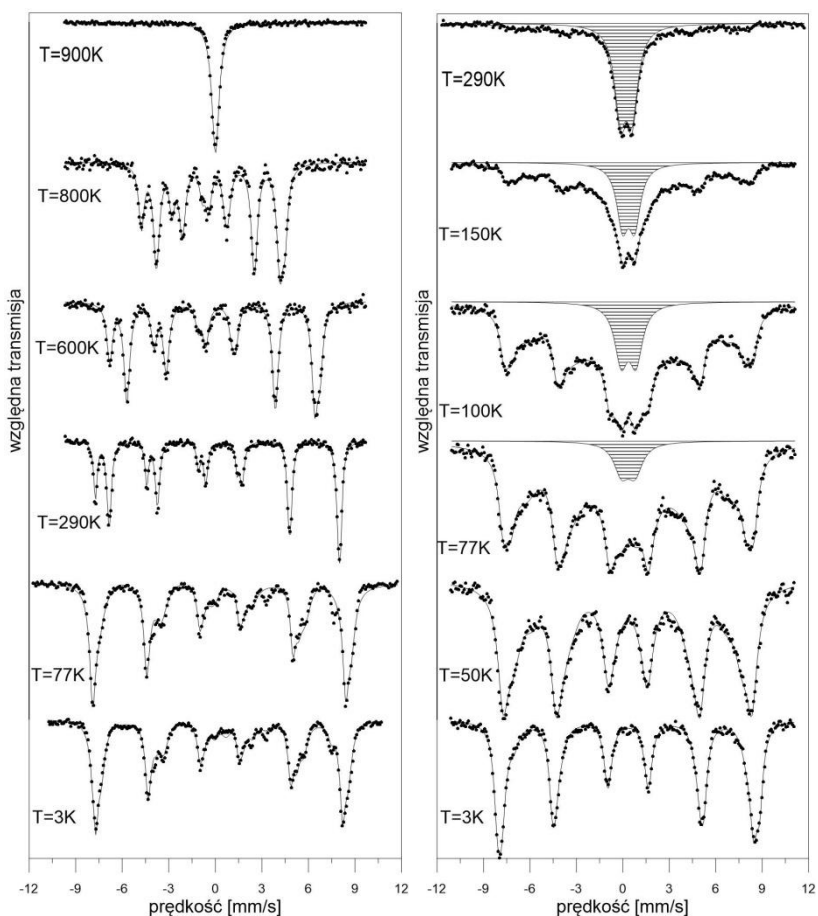 T=900K
T=800K
T=600K
T=290K
T=77K
T=3K
względna transmisja
-12 -9 -6 -3 0 3 6 9 12
prędkość [mm/s]
T=290K
T=150K
T=100K
T=77K
T=50K
T=3K
względna transmisja
-12 -9 -6 -3 0 3 6 9 12
prędkość [mm/s]